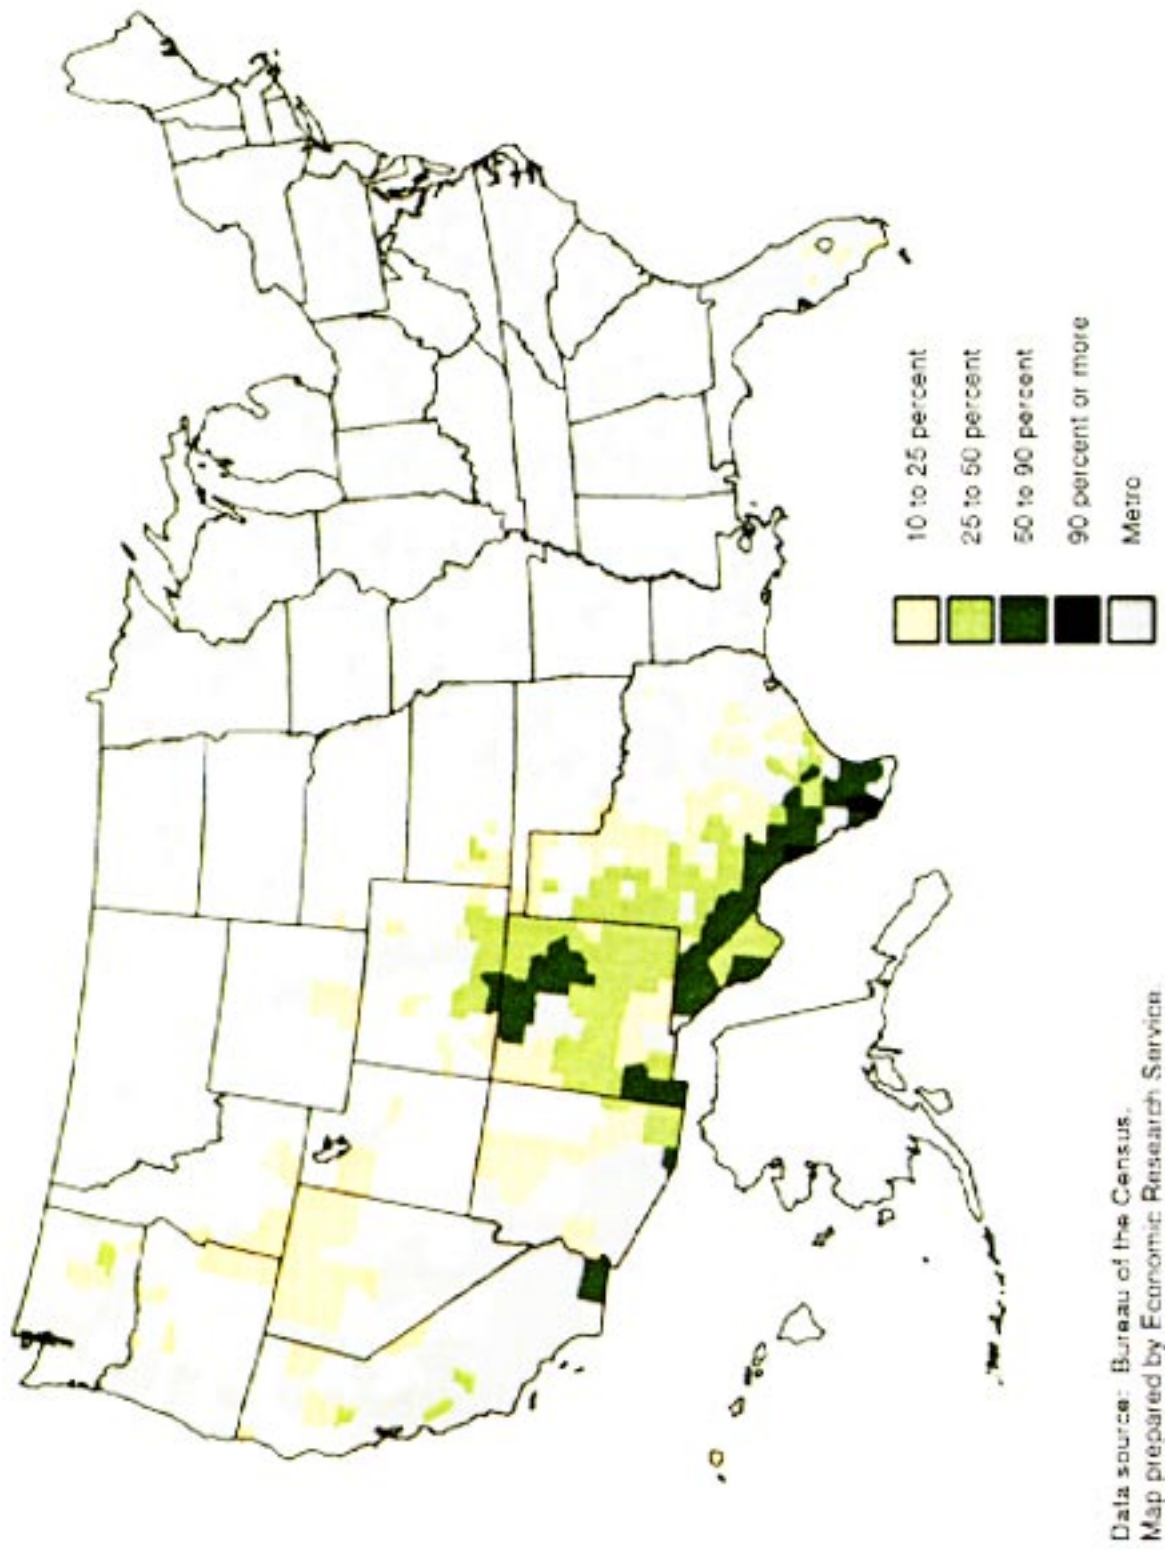 10 to 25 percent
25 to 50 percent
50 to 90 percent
90 percent or more
Metro
Data source: Bureau of the Census.
Map prepared by Economic Research Service.